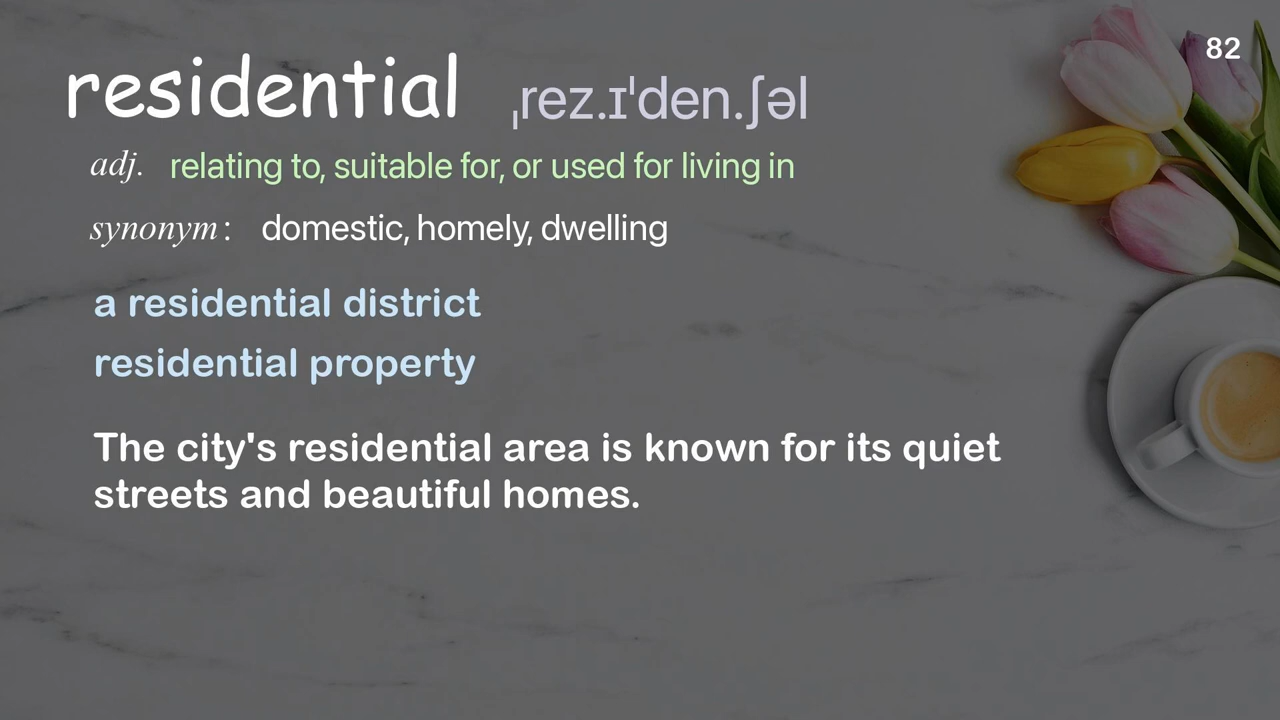 82
residential ˌrez.ɪˈden.ʃəl
adj. relating to, suitable for, or used for living in
synonym: domestic, homely, dwelling
a residential district
residential property
The city's residential area is known for its quiet
streets and beautiful homes.